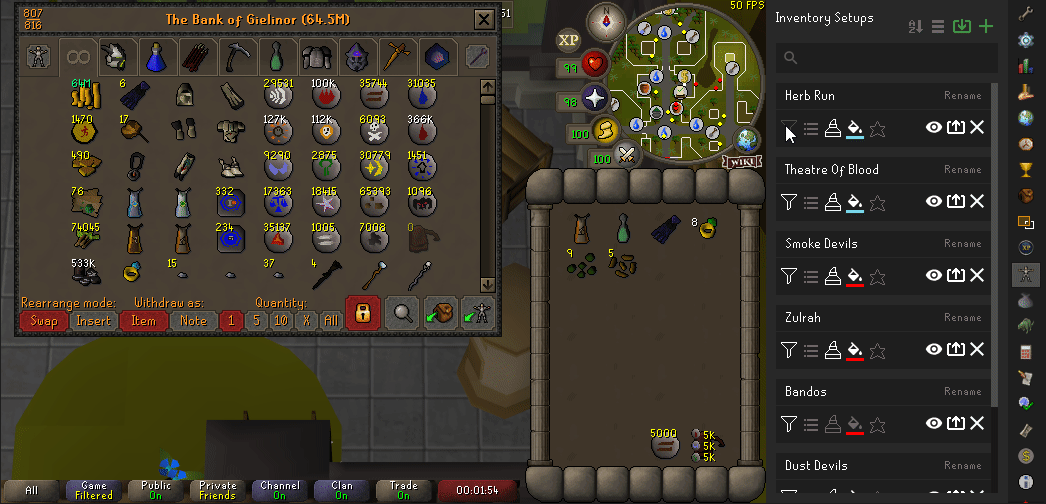 807
816
The Bank of Gielinor (64.5M)
51
50 FPS
64M
6
29531
100K
35744
31035
1470
17
127K
112K
6093
366K
490
9290
2875
30779
1451
76
332
17363
18415
65393
1096
74045
234
35137
1005
7008
0
533K
15
37
4
Rearrange mode:
Withdraw as:
Quantity:
Swap
Insert
Item
Note
1
5
10
X
All
XP
99
98
100
100
WIKI
8
9
5
5000
5K
5K
5K
All
Game
Filtered
Public
On
Private
Friends
Channel
On
Clan
On
Trade
On
00:01:54
Inventory Setups
Herb Run
Rename
Theatre Of Blood
Rename
Smoke Devils
Rename
Zulrah
Rename
Bandos
Rename
Dust Devils
Rename
XP